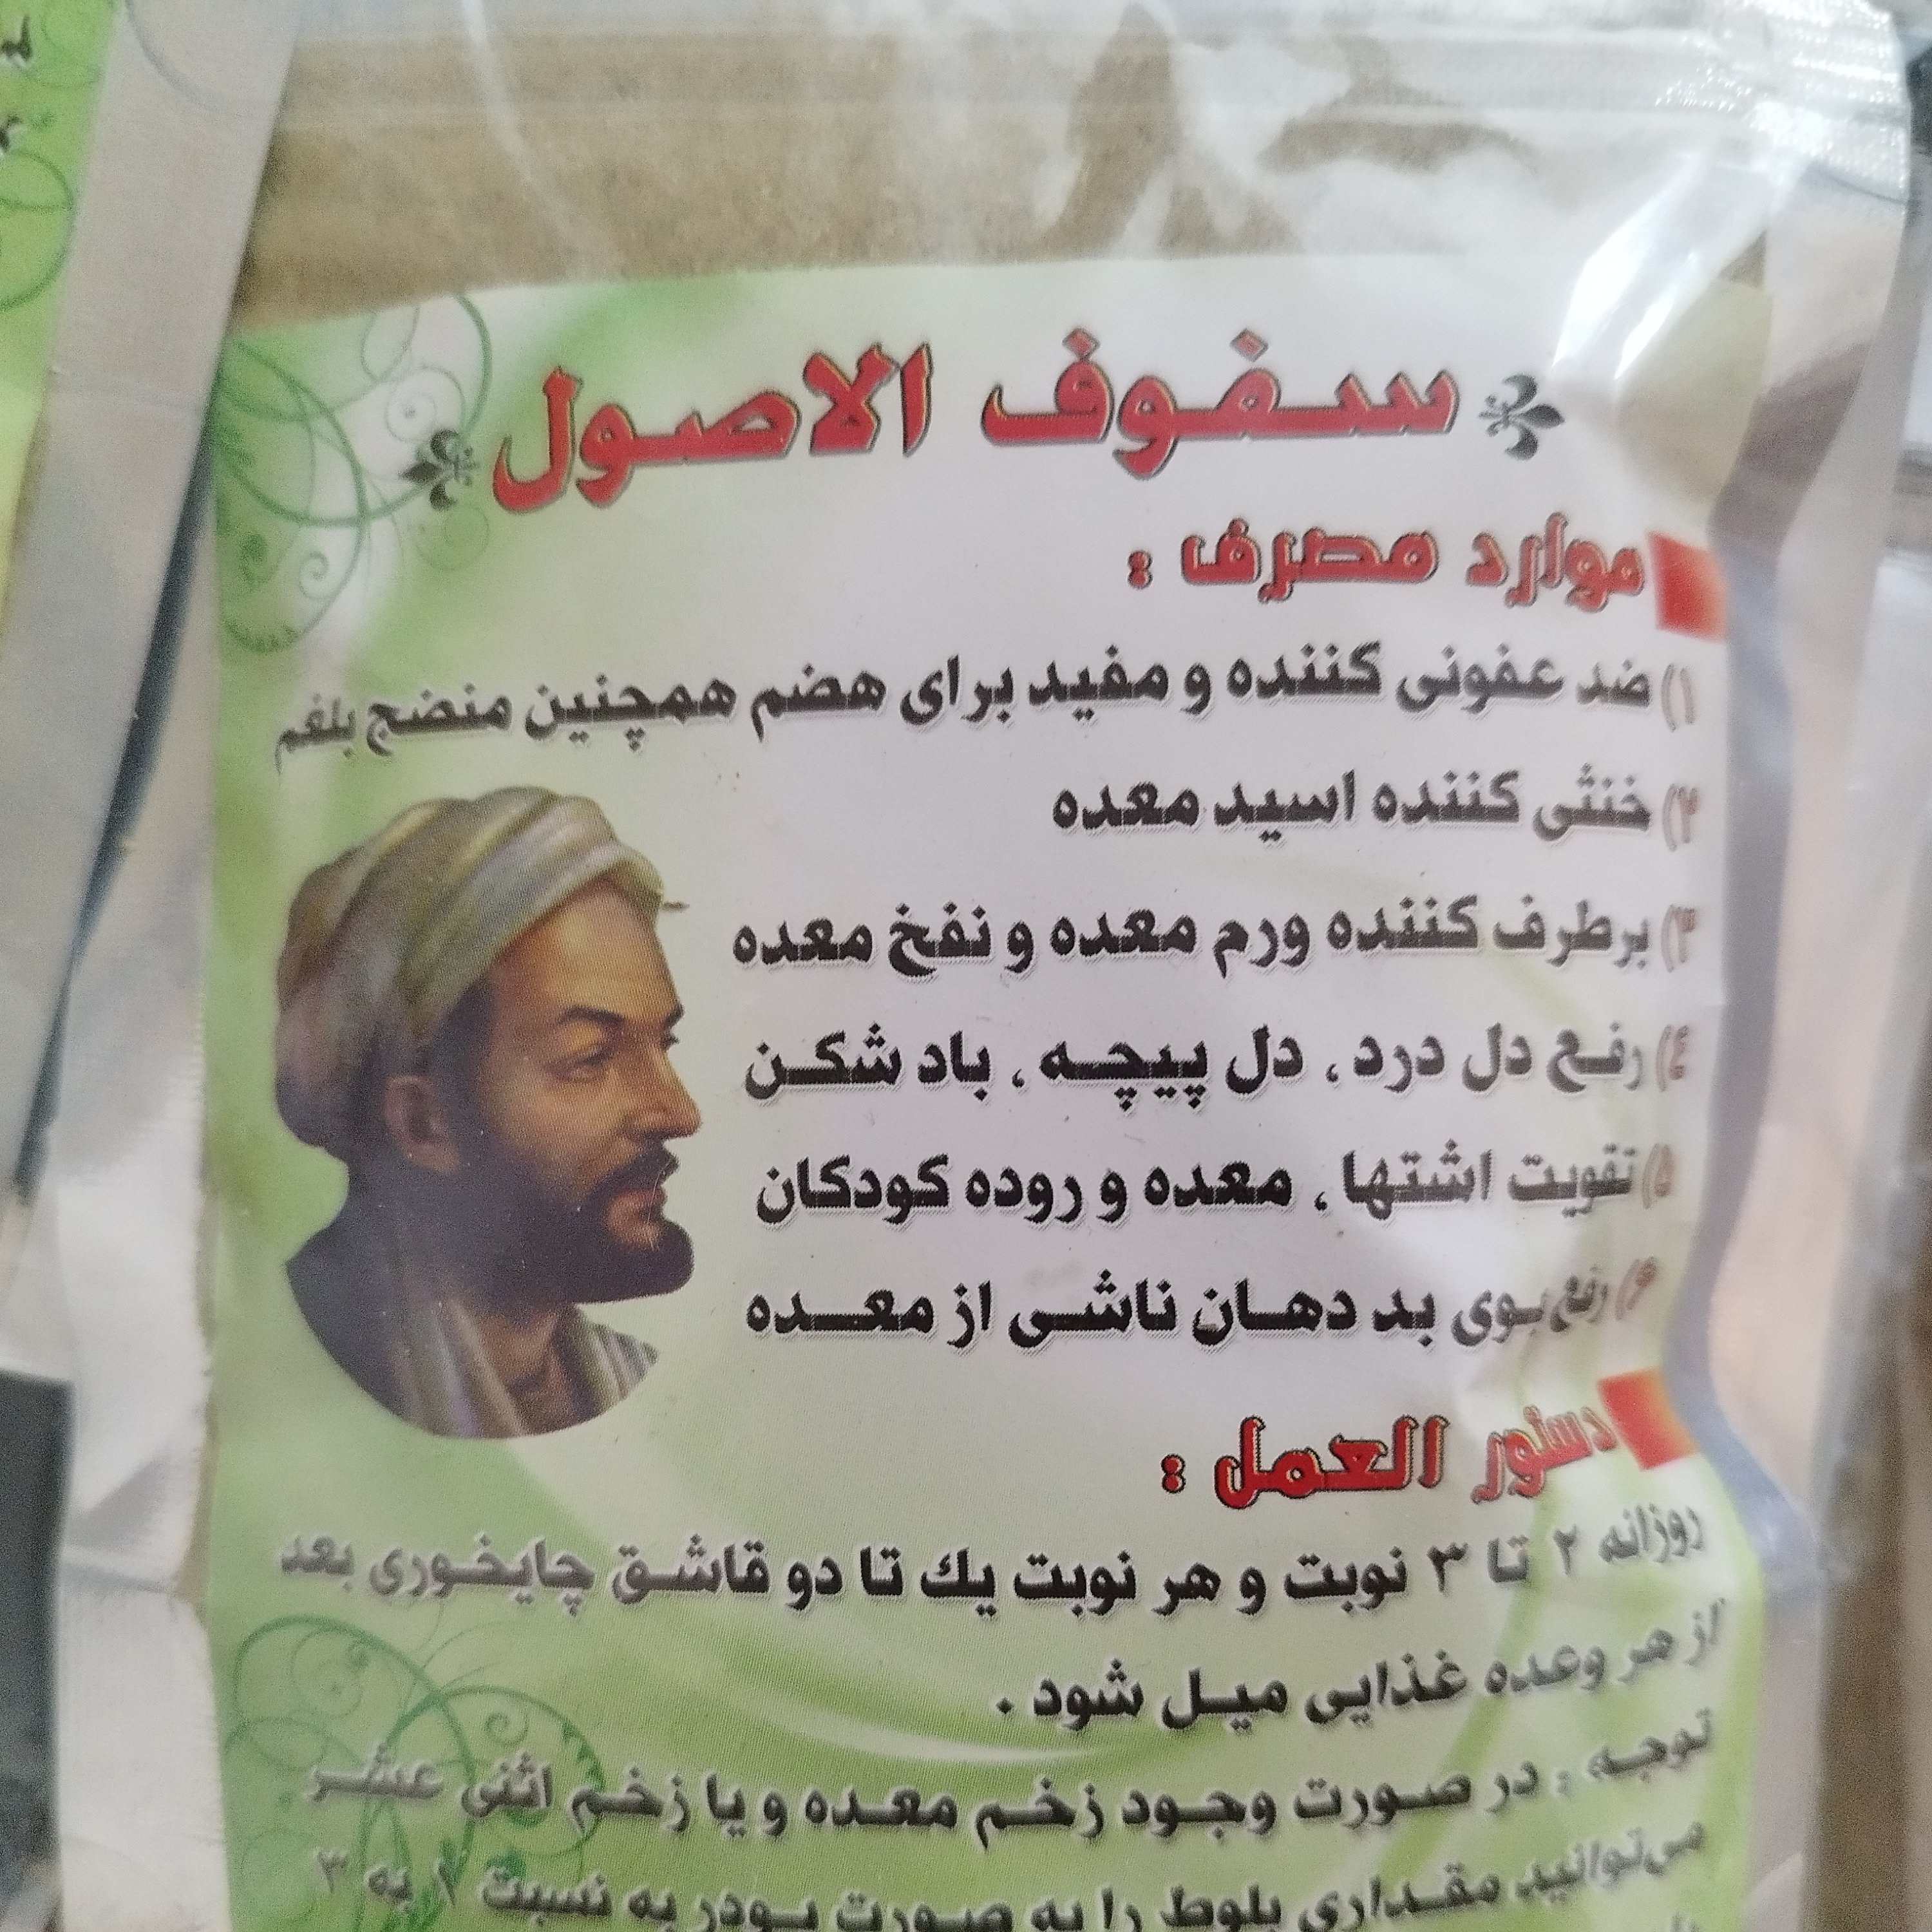 سفوف الاصول
موارد مصرف :
۱) ضد عفونی کننده و مفید برای هضم همچنین منضج بلغم
۲) خنثی کننده اسید معده
۳) برطرف کننده ورم معده و نفخ معده
٤) رفع دل درد ، دل پیچه ، باد شکن
۵) تقویت اشتها ، معده و روده کودکان
۶) رفع بوی بد دهان ناشی از معده
دستور العمل :
روزانه ۲ تا ۳ نوبت و هر نوبت یك تا دو قاشق چایخوری بعد
از هر وعده غذایی میل شود .
توجه : در صورت وجود زخم معده و یا زخم اثنی عشر
می‌توانید مقداری بلوط را به صورت پودر به نسبت ۱ به ۳